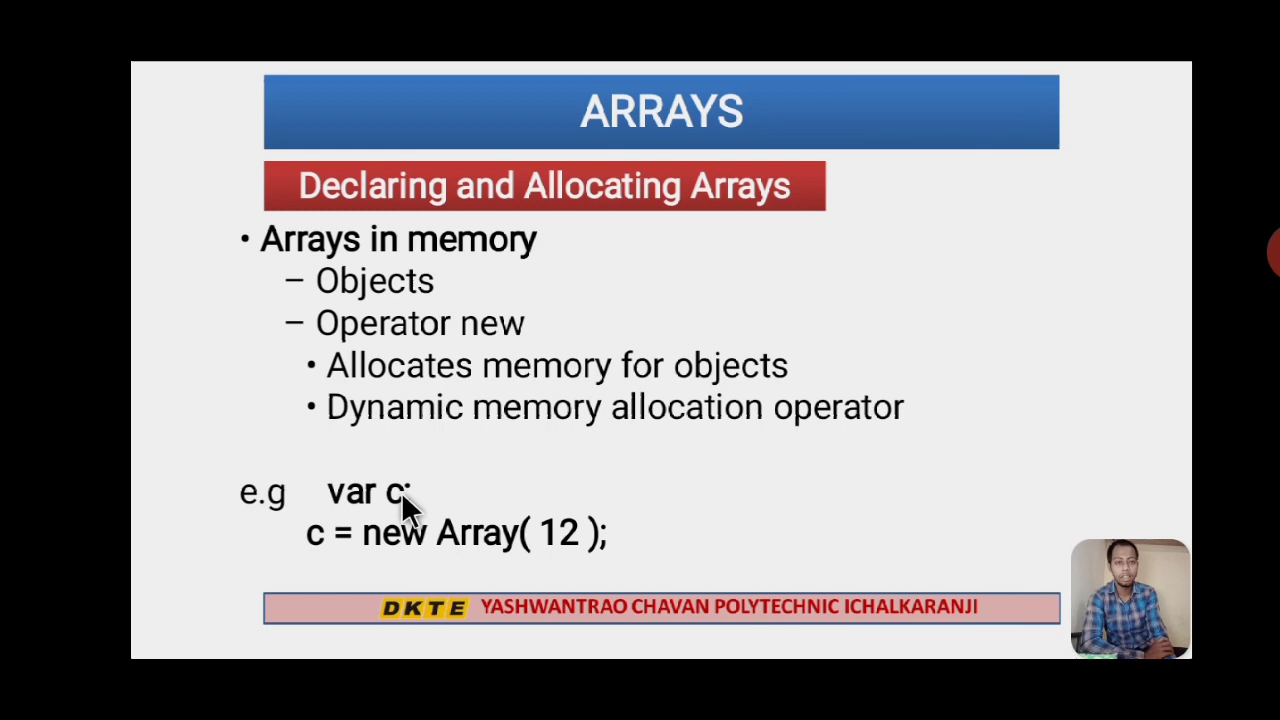 ARRAYS
Declaring and Allocating Arrays
• Arrays in memory
– Objects
– Operator new
• Allocates memory for objects
• Dynamic memory allocation operator
e.g var c;
c = new Array( 12 );
DKTE YASHWANTRAO CHAVAN POLYTECHNIC ICHALKARANJI